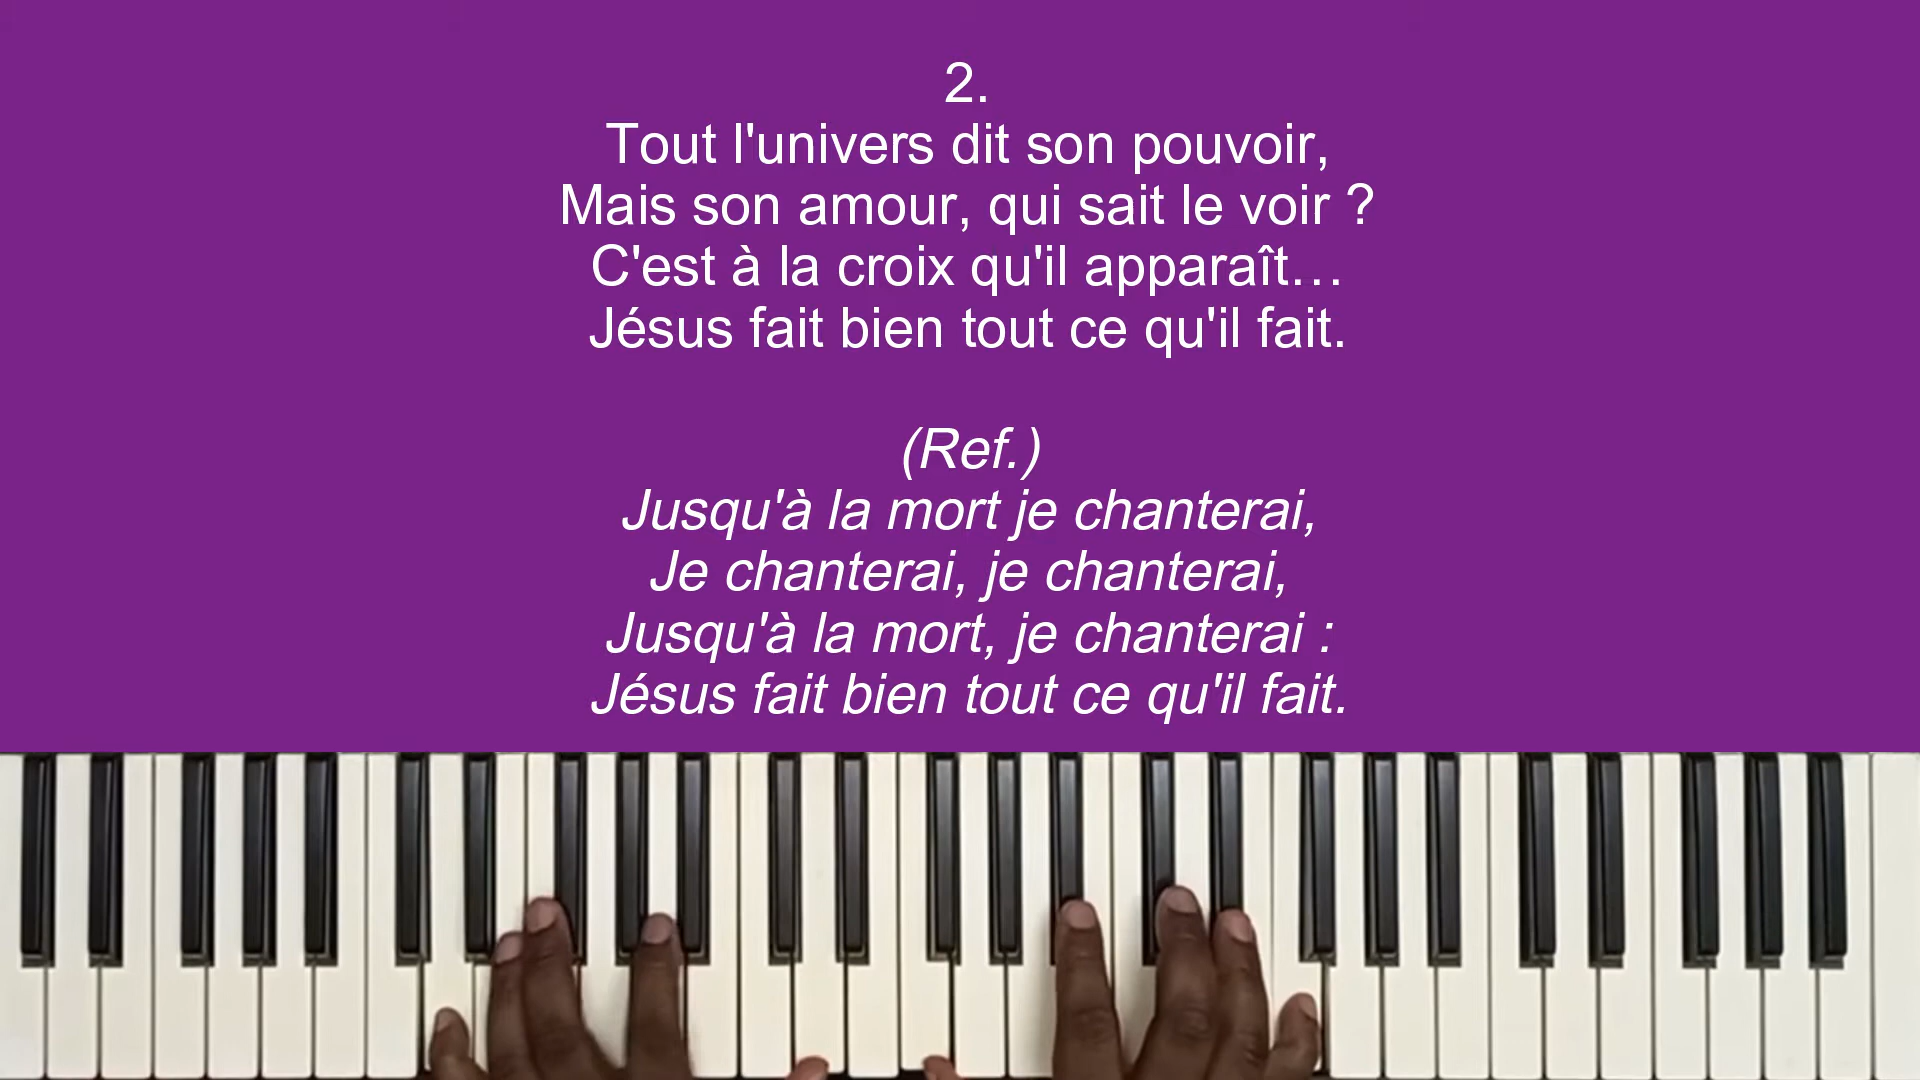 2.
Tout l'univers dit son pouvoir,
Mais son amour, qui sait le voir ?
C'est à la croix qu'il apparaît…
Jésus fait bien tout ce qu'il fait.
(Ref.)
Jusqu'à la mort je chanterai,
Je chanterai, je chanterai,
Jusqu'à la mort, je chanterai :
Jésus fait bien tout ce qu'il fait.